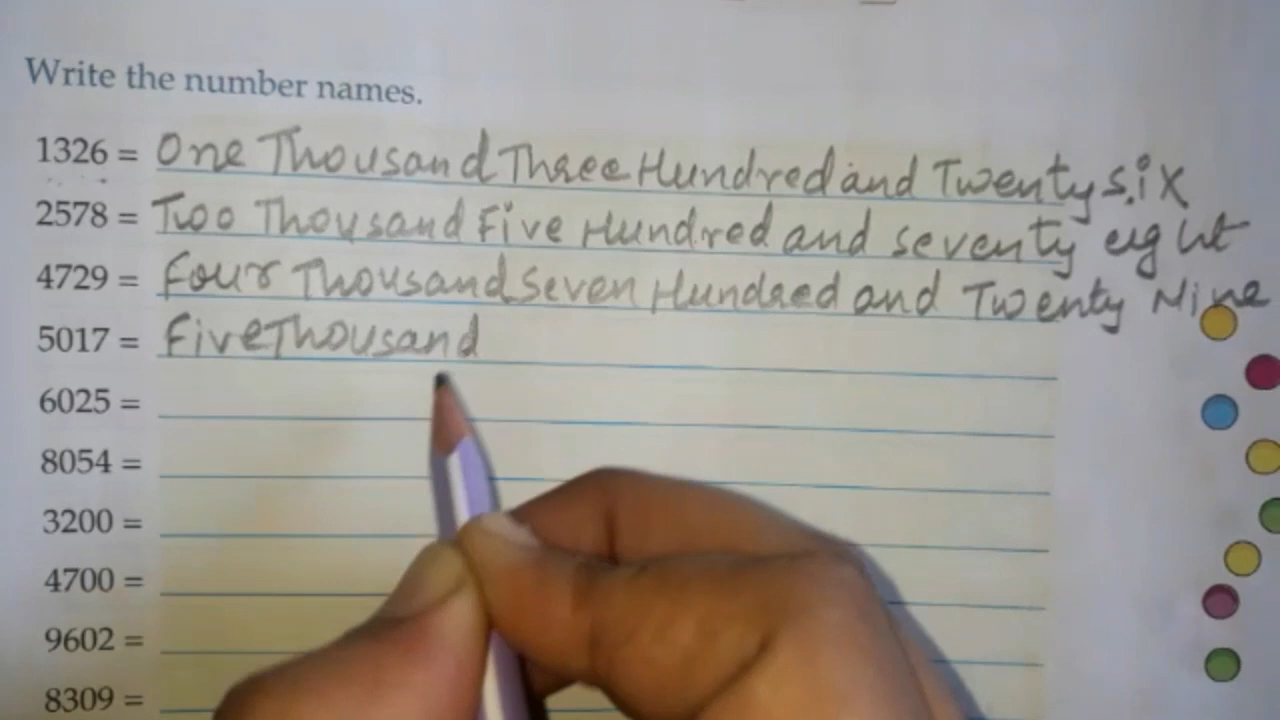 Write the number names.
1326 = One Thousand Three Hundred and Twenty six
2578 = Two Thousand Five Hundred and seventy eight
4729 = Four Thousand Seven Hundred and Twenty Nine
5017 = Five Thousand
6025 =
8054 =
3200 =
4700 =
9602 =
8309 =